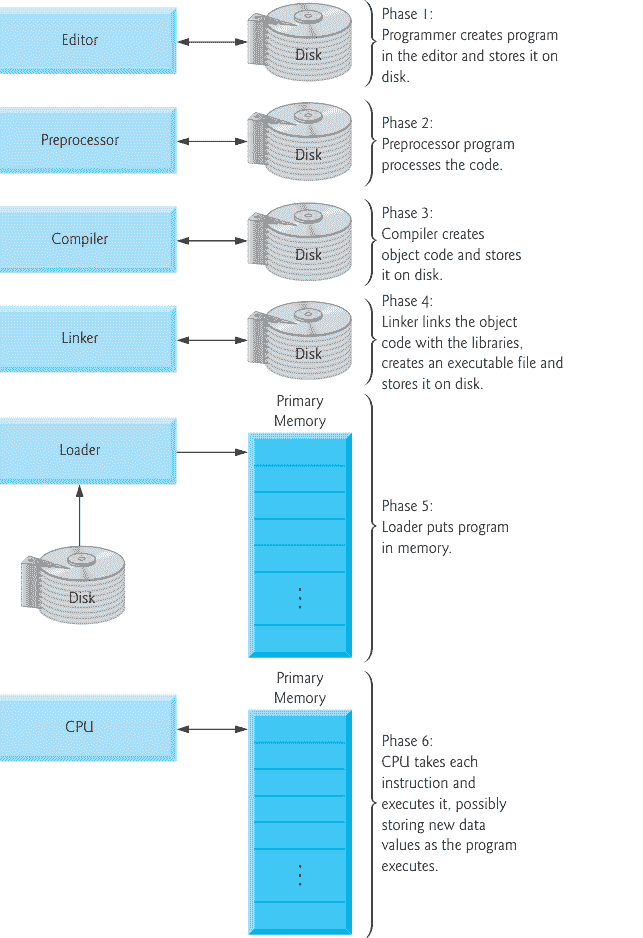 Editor
Disk
Phase 1:
Programmer creates program
in the editor and stores it on
disk.
Preprocessor
Disk
Phase 2:
Preprocessor program
processes the code.
Compiler
Disk
Phase 3:
Compiler creates
object code and stores
it on disk.
Linker
Disk
Phase 4:
Linker links the object
code with the libraries,
creates an executable file and
stores it on disk.
Primary
Memory
Loader
Disk
Phase 5:
Loader puts program
in memory.
Primary
Memory
CPU
Phase 6:
CPU takes each
instruction and
executes it, possibly
storing new data
values as the program
executes.